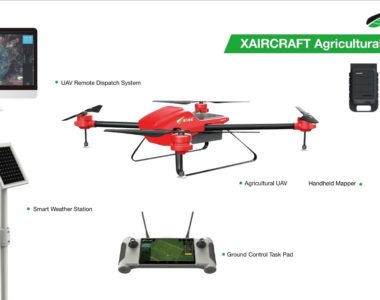 XAIRCRAFT Agricultural
UAV Remote Dispatch System
Agricultural UAV
Handheld Mapper
Smart Weather Station
Ground Control Task Pad